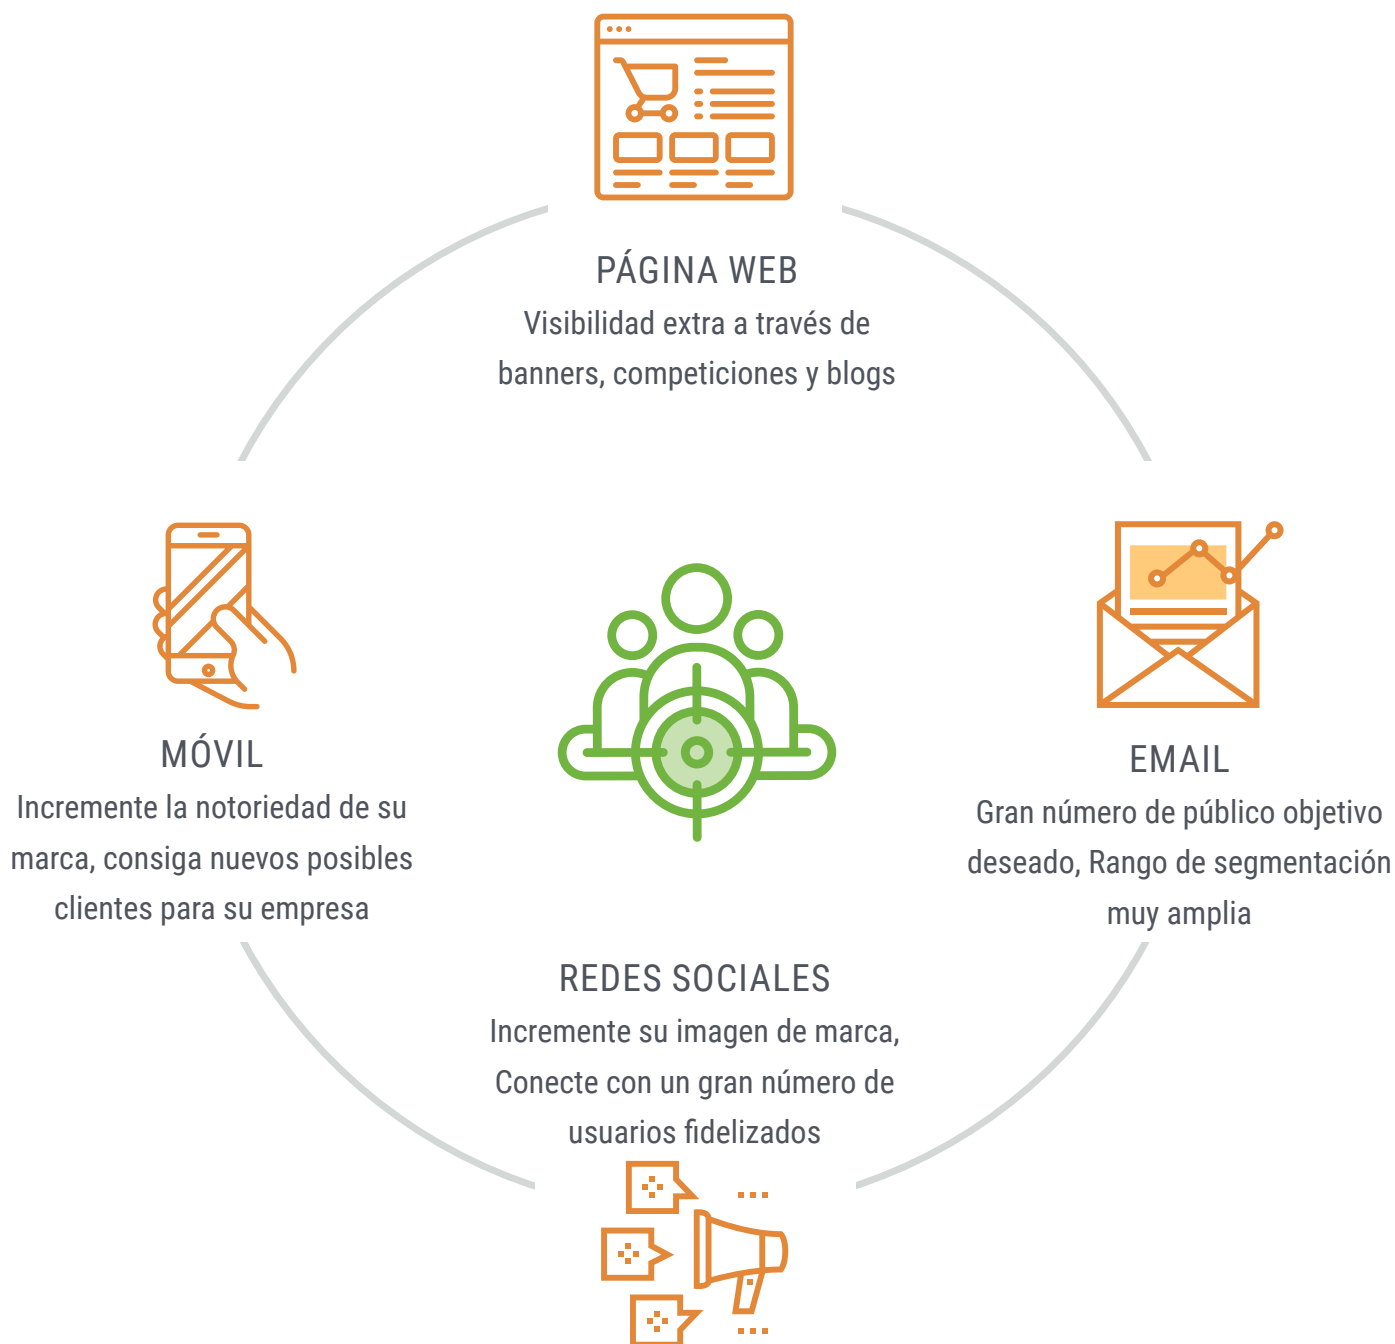 PÁGINA WEB
Visibilidad extra a través de
banners, competiciones y blogs
MÓVIL
Incremente la notoriedad de su
marca, consiga nuevos posibles
clientes para su empresa
EMAIL
Gran número de público objetivo
deseado, Rango de segmentación
muy amplia
REDES SOCIALES
Incremente su imagen de marca,
Conecte con un gran número de
usuarios fidelizados